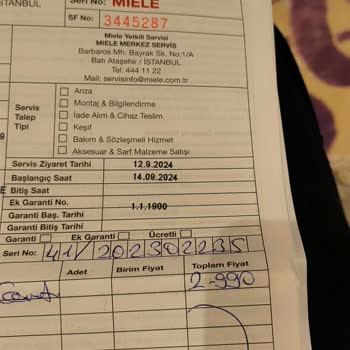 STANBUL
Seri No: MIELE
SF No: 3445287
Miele Yetkili Servisi
MIELE MERKEZ SERVİS
Barbaros Mh. Bayrak Sk. No:1/A
Batı Ataşehir / İSTANBUL
Tel: 444 11 22
Mail: servisinfo@miele.com.tr
Servis Talep Tipi
Arıza
Montaj & Bilgilendirme
İade Alım & Cihaz Teslim
Keşif
Bakım & Sözleşmeli Hizmet
Aksesuar & Sarf Malzeme Satışı
Servis Ziyaret Tarihi 12.9.2024
Başlangıç Saat 14.09.2024
Bitiş Saat
Ek Garanti No.
Garanti Baş. Tarihi 1.1.1900
Garanti Bitiş Tarihi
Garanti Ek Garanti Ücretli
Seri No: 41/202302235
Adet Birim Fiyat Toplam Fiyat
2.990